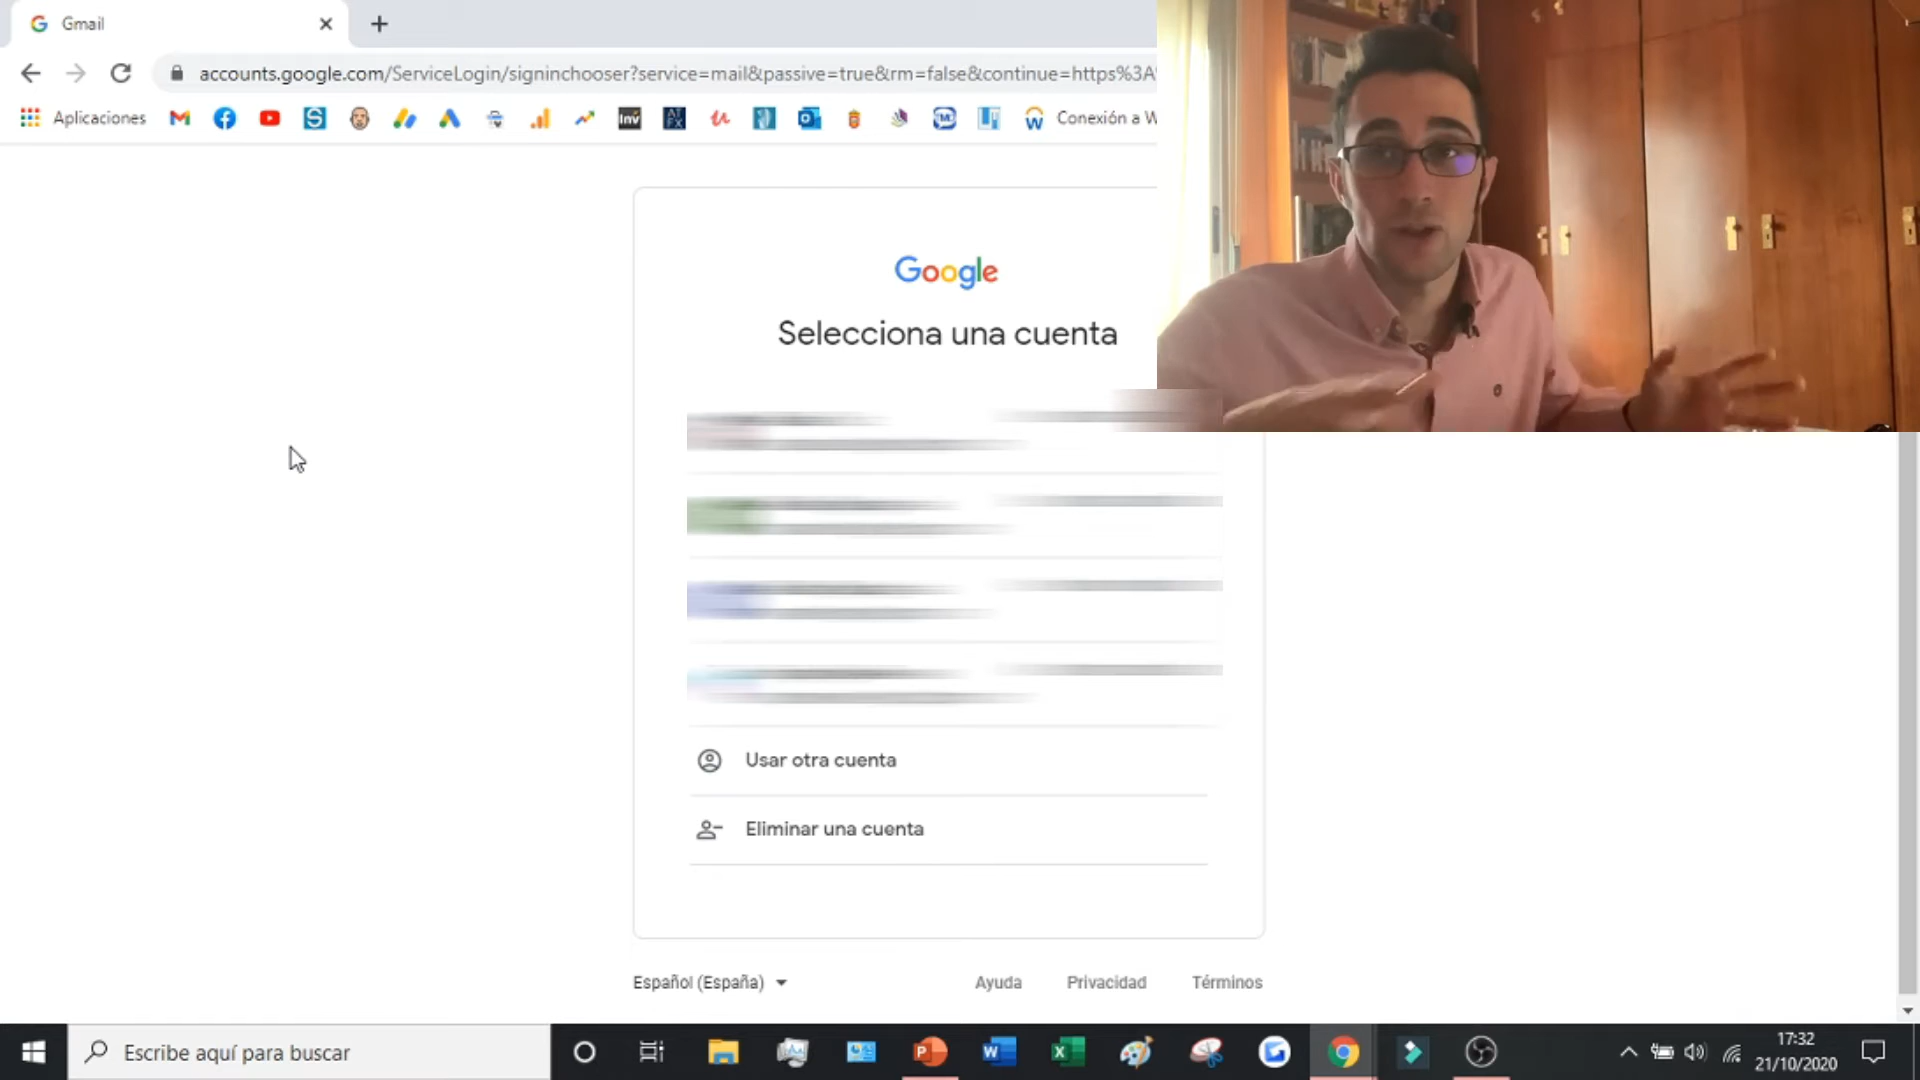 Gmail
accounts.google.com/ServiceLogin/signinchooser?service=mail&passive=true&rm=false&continue=https%3A
Aplicaciones
Conexión a W
Google
Selecciona una cuenta
Usar otra cuenta
Eliminar una cuenta
Español (España)
Ayuda
Privacidad
Términos
Escribe aquí para buscar
17:32
21/10/2020